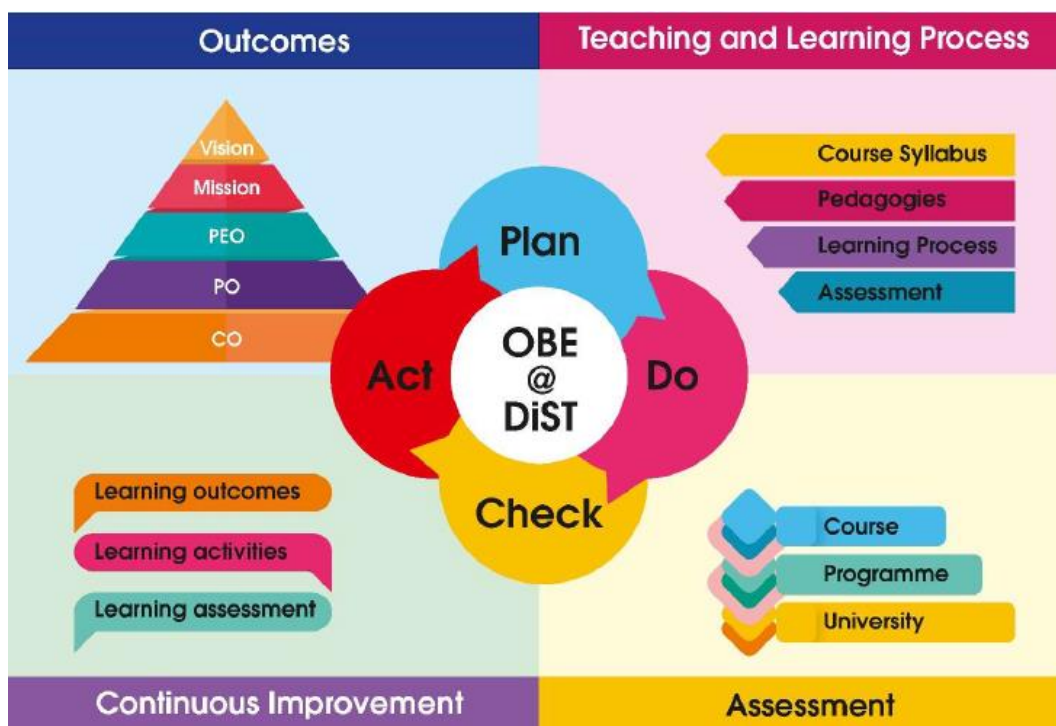 Outcomes
Teaching and Learning Process
Vision
Mission
PEO
PO
CO
Course Syllabus
Pedagogies
Learning Process
Assessment
Plan
Do
Check
Act
OBE
@
DiST
Learning outcomes
Learning activities
Learning assessment
Course
Programme
University
Continuous Improvement
Assessment